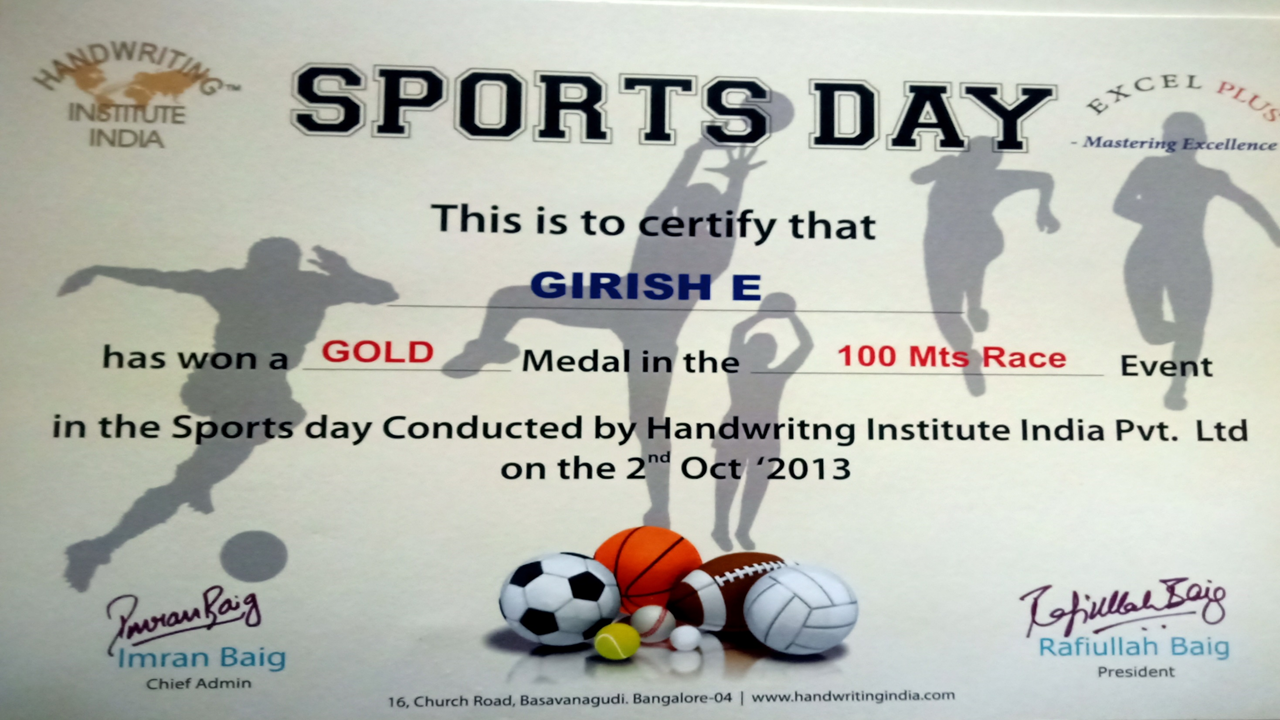 HANDWRITING™
INSTITUTE
INDIA
SPORTS DAY
EXCEL PLUS
- Mastering Excellence
This is to certify that
GIRISH E
has won a GOLD Medal in the 100 Mts Race Event
in the Sports day Conducted by Handwritng Institute India Pvt. Ltd
on the 2nd Oct ‘2013
Imran Baig
Rafiullah Baig
Imran Baig
Rafiullah Baig
Chief Admin
President
16, Church Road, Basavanagudi. Bangalore-04 | www.handwritingindia.com